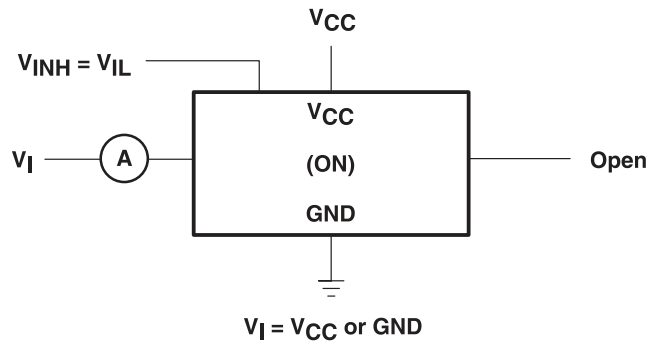 VCC
VINH = VIL
VCC
VI
A
(ON)
Open
GND
VI = VCC or GND